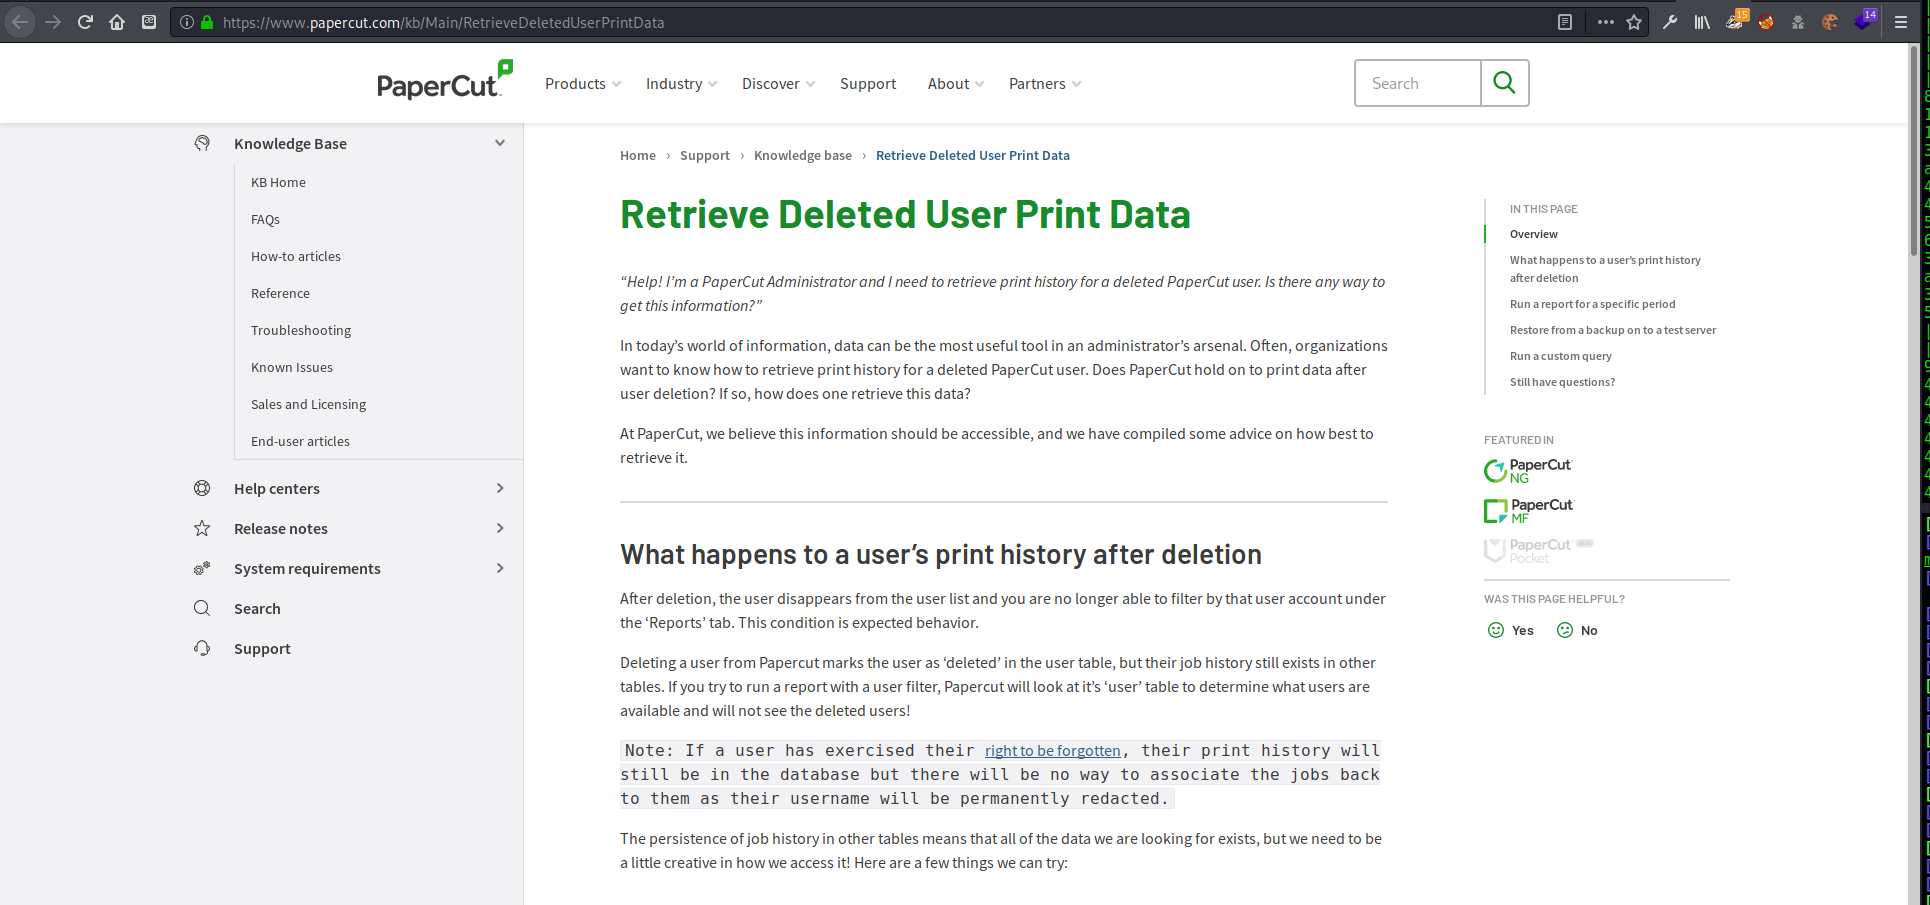 https://www.papercut.com/kb/Main/RetrieveDeletedUserPrintData
15
14
PaperCut
Products
Industry
Discover
Support
About
Partners
Search
Knowledge Base
KB Home
FAQs
How-to articles
Reference
Troubleshooting
Known Issues
Sales and Licensing
End-user articles
Help centers
Release notes
System requirements
Search
Support
Home › Support › Knowledge base › Retrieve Deleted User Print Data
Retrieve Deleted User Print Data
“Help! I’m a PaperCut Administrator and I need to retrieve print history for a deleted PaperCut user. Is there any way to
get this information?”
In today’s world of information, data can be the most useful tool in an administrator’s arsenal. Often, organizations
want to know how to retrieve print history for a deleted PaperCut user. Does PaperCut hold on to print data after
user deletion? If so, how does one retrieve this data?
At PaperCut, we believe this information should be accessible, and we have compiled some advice on how best to
retrieve it.
What happens to a user’s print history after deletion
After deletion, the user disappears from the user list and you are no longer able to filter by that user account under
the ‘Reports’ tab. This condition is expected behavior.
Deleting a user from Papercut marks the user as ‘deleted’ in the user table, but their job history still exists in other
tables. If you try to run a report with a user filter, Papercut will look at it’s ‘user’ table to determine what users are
available and will not see the deleted users!
Note: If a user has exercised their right to be forgotten, their print history will
still be in the database but there will be no way to associate the jobs back
to them as their username will be permanently redacted.
The persistence of job history in other tables means that all of the data we are looking for exists, but we need to be
a little creative in how we access it! Here are a few things we can try:
IN THIS PAGE
Overview
What happens to a user’s print history
after deletion
Run a report for a specific period
Restore from a backup on to a test server
Run a custom query
Still have questions?
FEATURED IN
PaperCut
NG
PaperCut
MF
PaperCut
Pocket
WAS THIS PAGE HELPFUL?
Yes
No